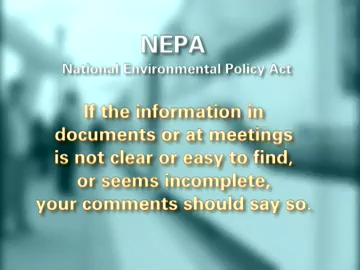 NEPA
National Environmental Policy Act
If the information in
documents or at meetings
is not clear or easy to find,
or seems incomplete,
your comments should say so.